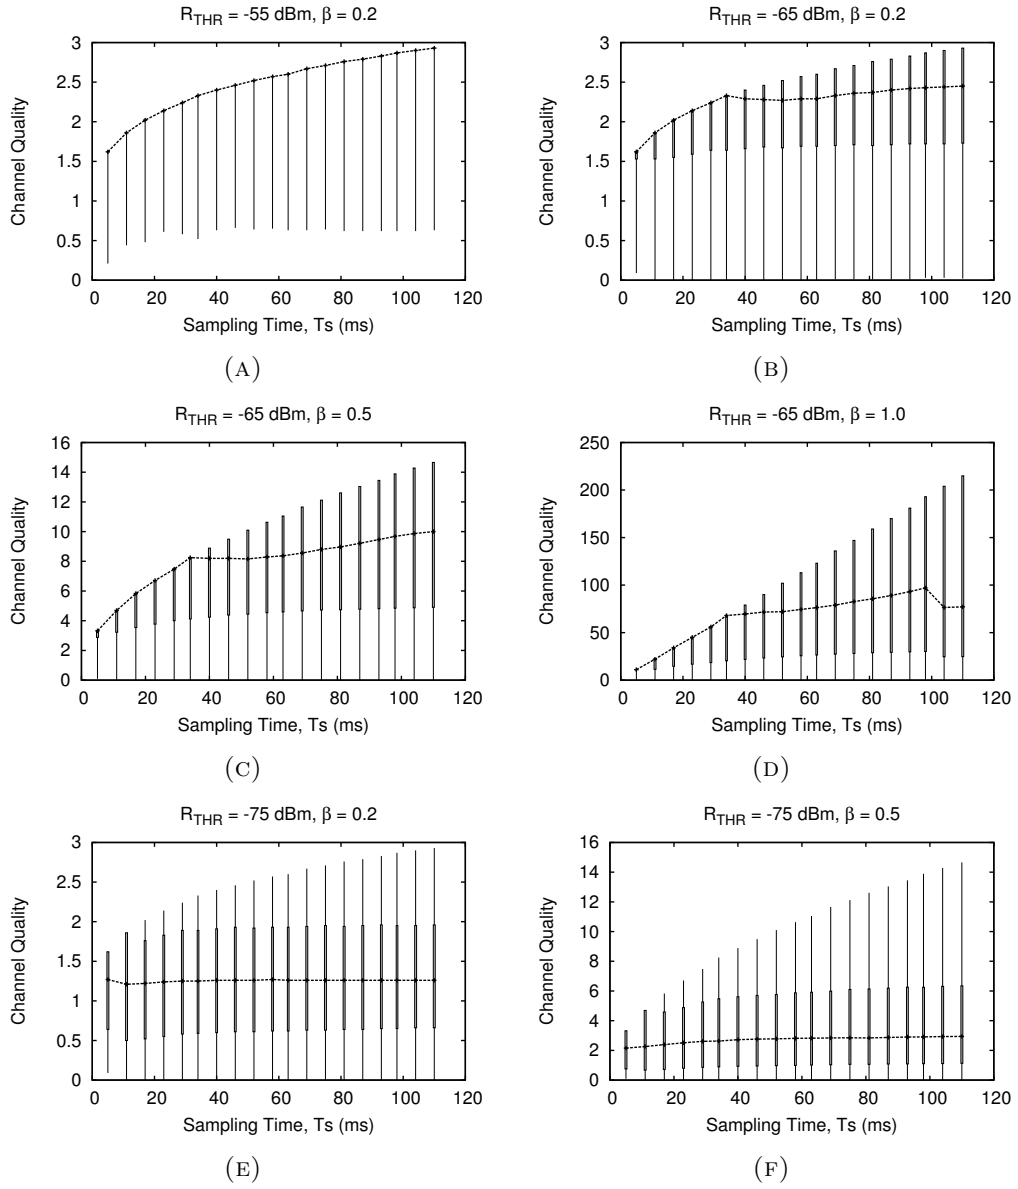 R_THR = -55 dBm, β = 0.2
3
2.5
2
1.5
1
0.5
0
Channel Quality
0 20 40 60 80 100 120
Sampling Time, Ts (ms)
(A)
R_THR = -65 dBm, β = 0.2
3
2.5
2
1.5
1
0.5
0
Channel Quality
0 20 40 60 80 100 120
Sampling Time, Ts (ms)
(B)
R_THR = -65 dBm, β = 0.5
16
14
12
10
8
6
4
2
0
Channel Quality
0 20 40 60 80 100 120
Sampling Time, Ts (ms)
(C)
R_THR = -65 dBm, β = 1.0
250
200
150
100
50
0
Channel Quality
0 20 40 60 80 100 120
Sampling Time, Ts (ms)
(D)
R_THR = -75 dBm, β = 0.2
3
2.5
2
1.5
1
0.5
0
Channel Quality
0 20 40 60 80 100 120
Sampling Time, Ts (ms)
(E)
R_THR = -75 dBm, β = 0.5
16
14
12
10
8
6
4
2
0
Channel Quality
0 20 40 60 80 100 120
Sampling Time, Ts (ms)
(F)